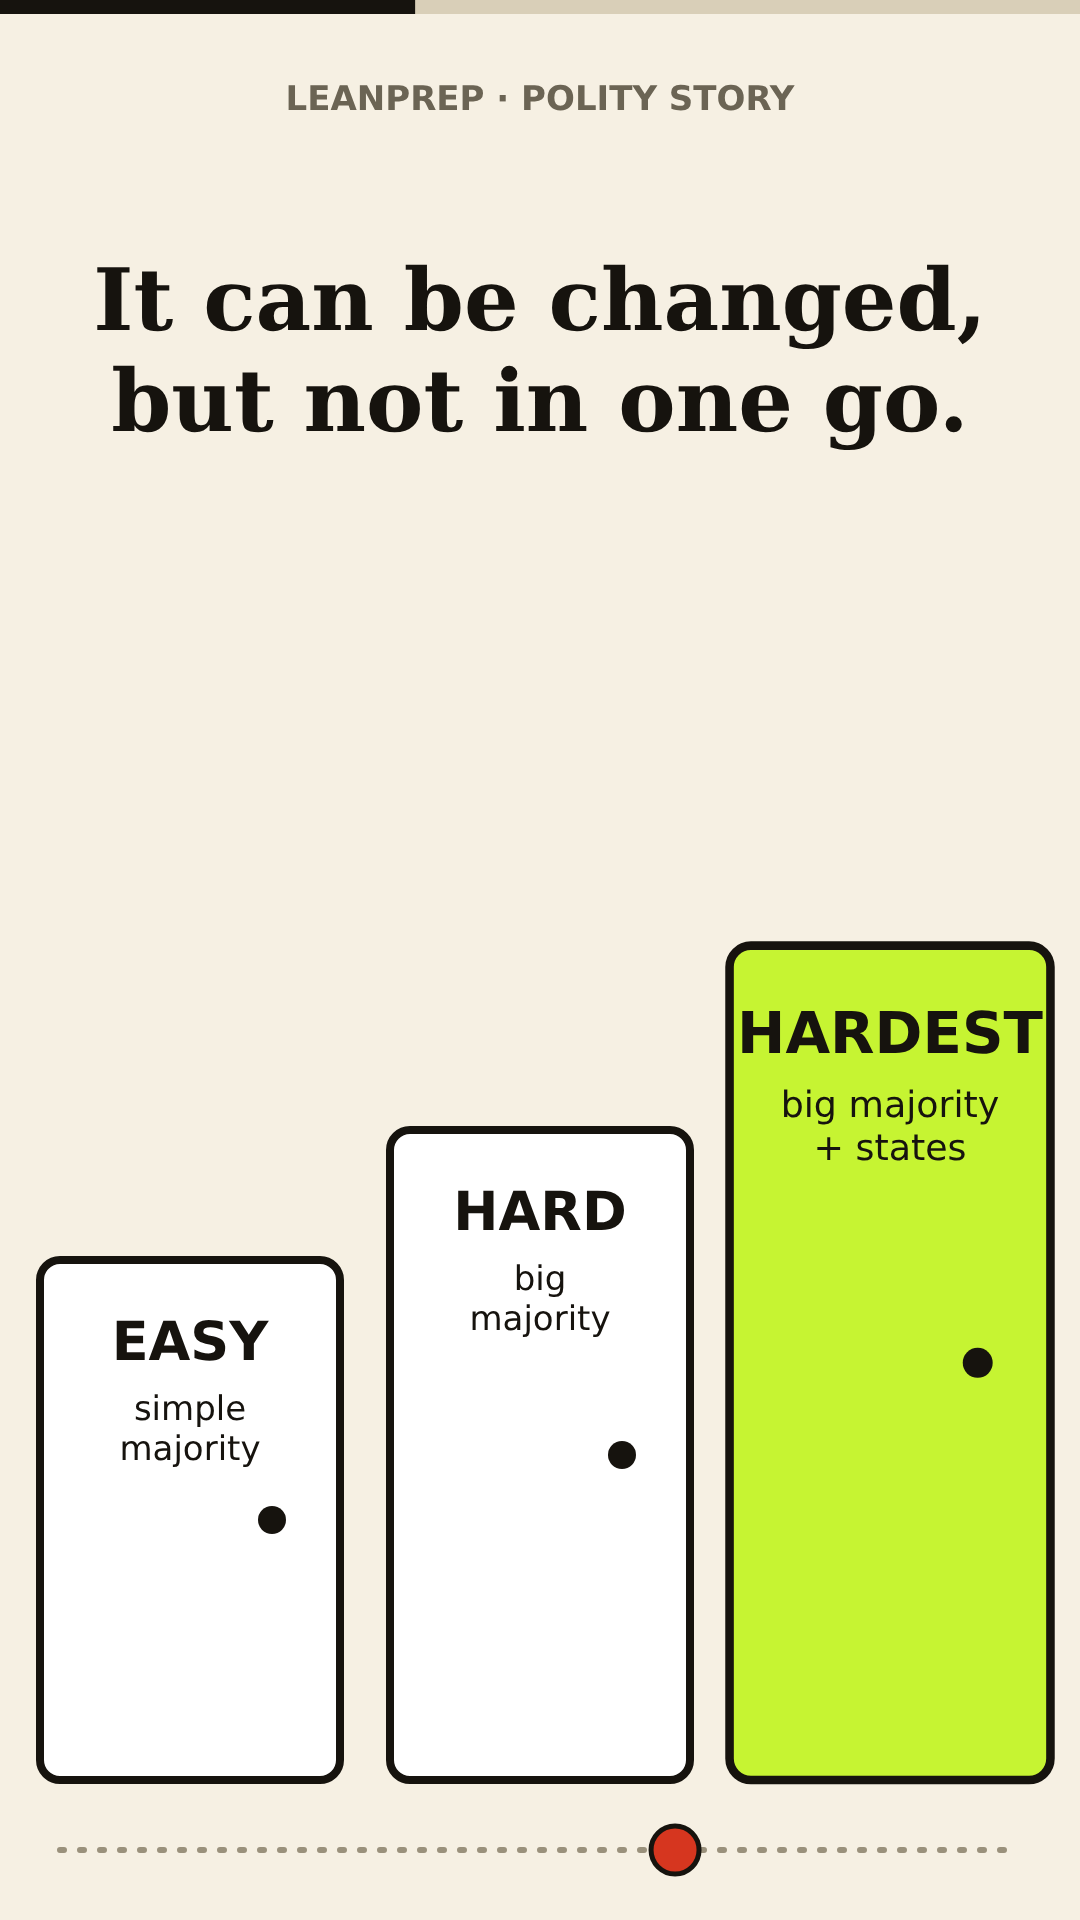 LEANPREP · POLITY STORY
It can be changed,
but not in one go.
EASY
simple
majority
HARD
big
majority
HARDEST
big majority
+ states